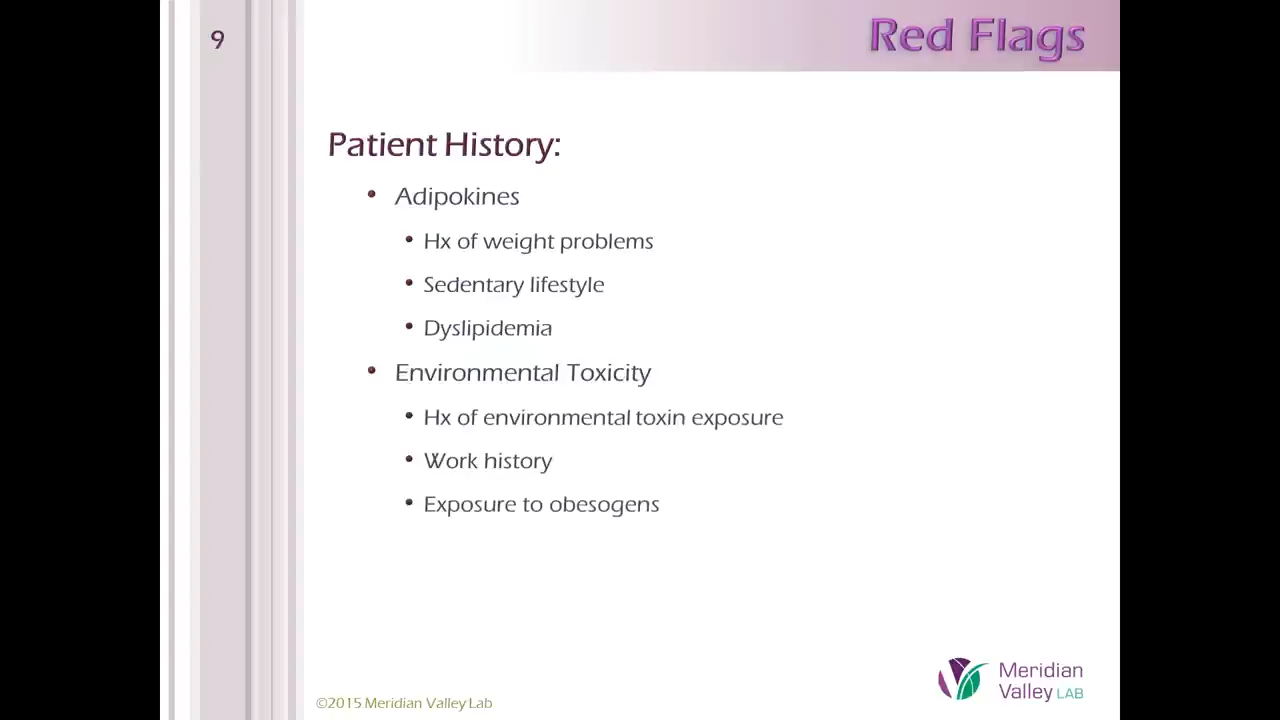 9
Red Flags
Patient History:
• Adipokines
• Hx of weight problems
• Sedentary lifestyle
• Dyslipidemia
• Environmental Toxicity
• Hx of environmental toxin exposure
• Work history
• Exposure to obesogens
©2015 Meridian Valley Lab
Meridian
Valley LAB